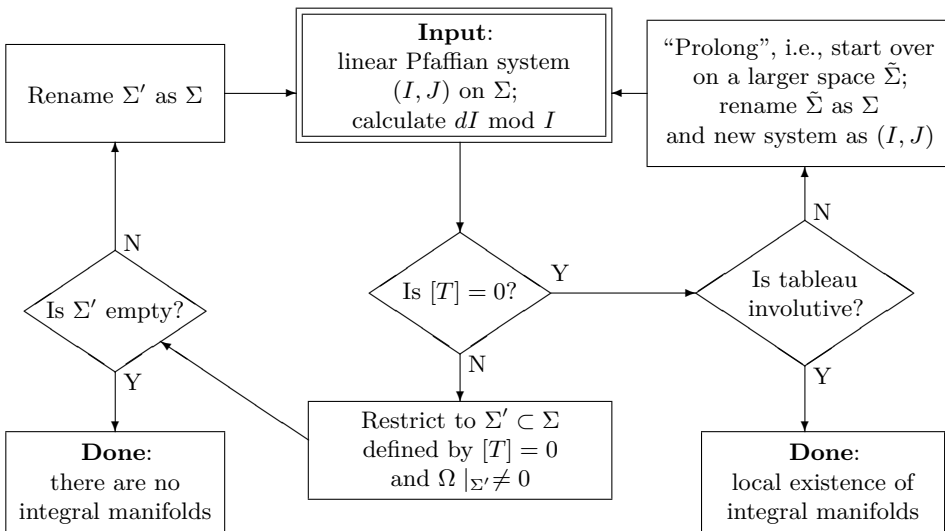 Rename Σ′ as Σ
Input:
linear Pfaffian system
(I, J) on Σ;
calculate dI mod I
“Prolong”, i.e., start over
on a larger space Σ̃;
rename Σ̃ as Σ
and new system as (I, J)
N
Is Σ′ empty?
Y
Is [T] = 0?
Y
N
N
Is tableau
involutive?
Y
Done:
there are no
integral manifolds
Restrict to Σ′ ⊂ Σ
defined by [T] = 0
and Ω |Σ′≠ 0
Done:
local existence of
integral manifolds